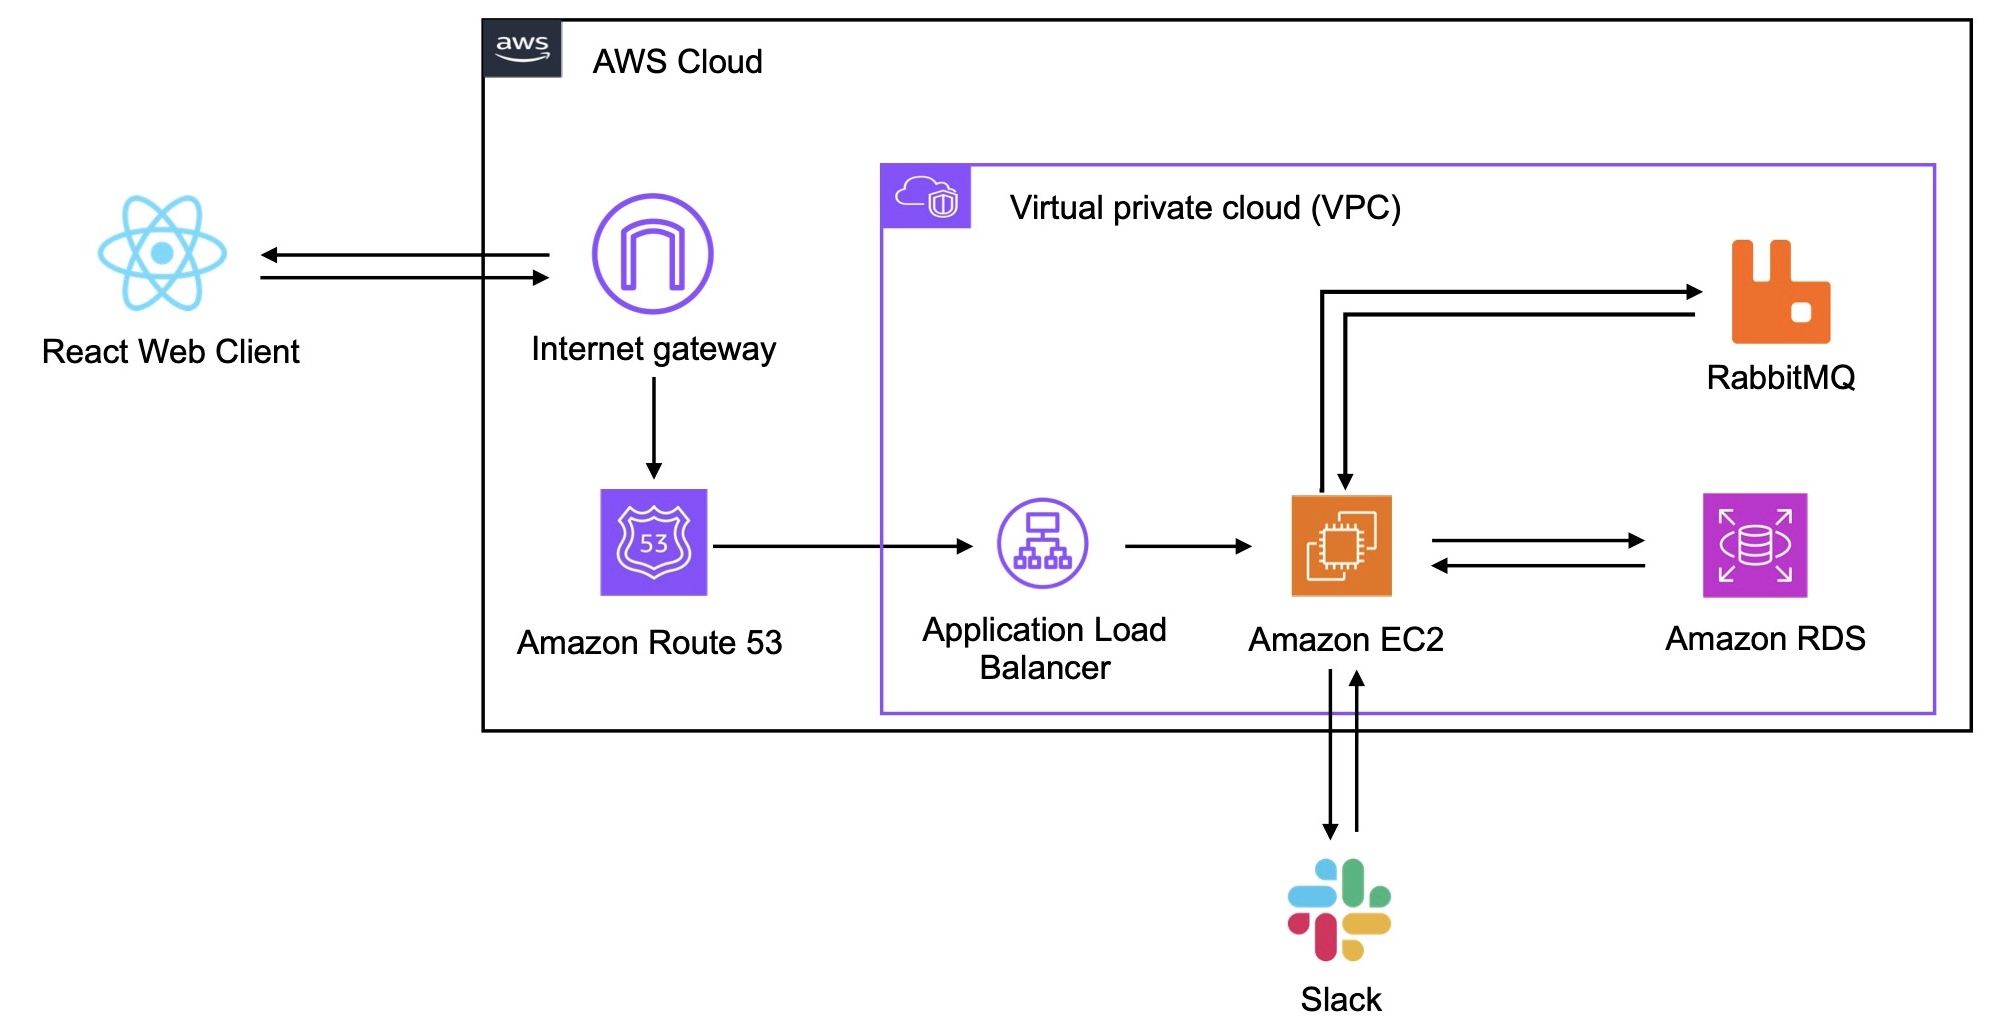 aws
AWS Cloud
Virtual private cloud (VPC)
React Web Client
Internet gateway
RabbitMQ
53
Amazon Route 53
Application Load
Balancer
Amazon EC2
Amazon RDS
Slack